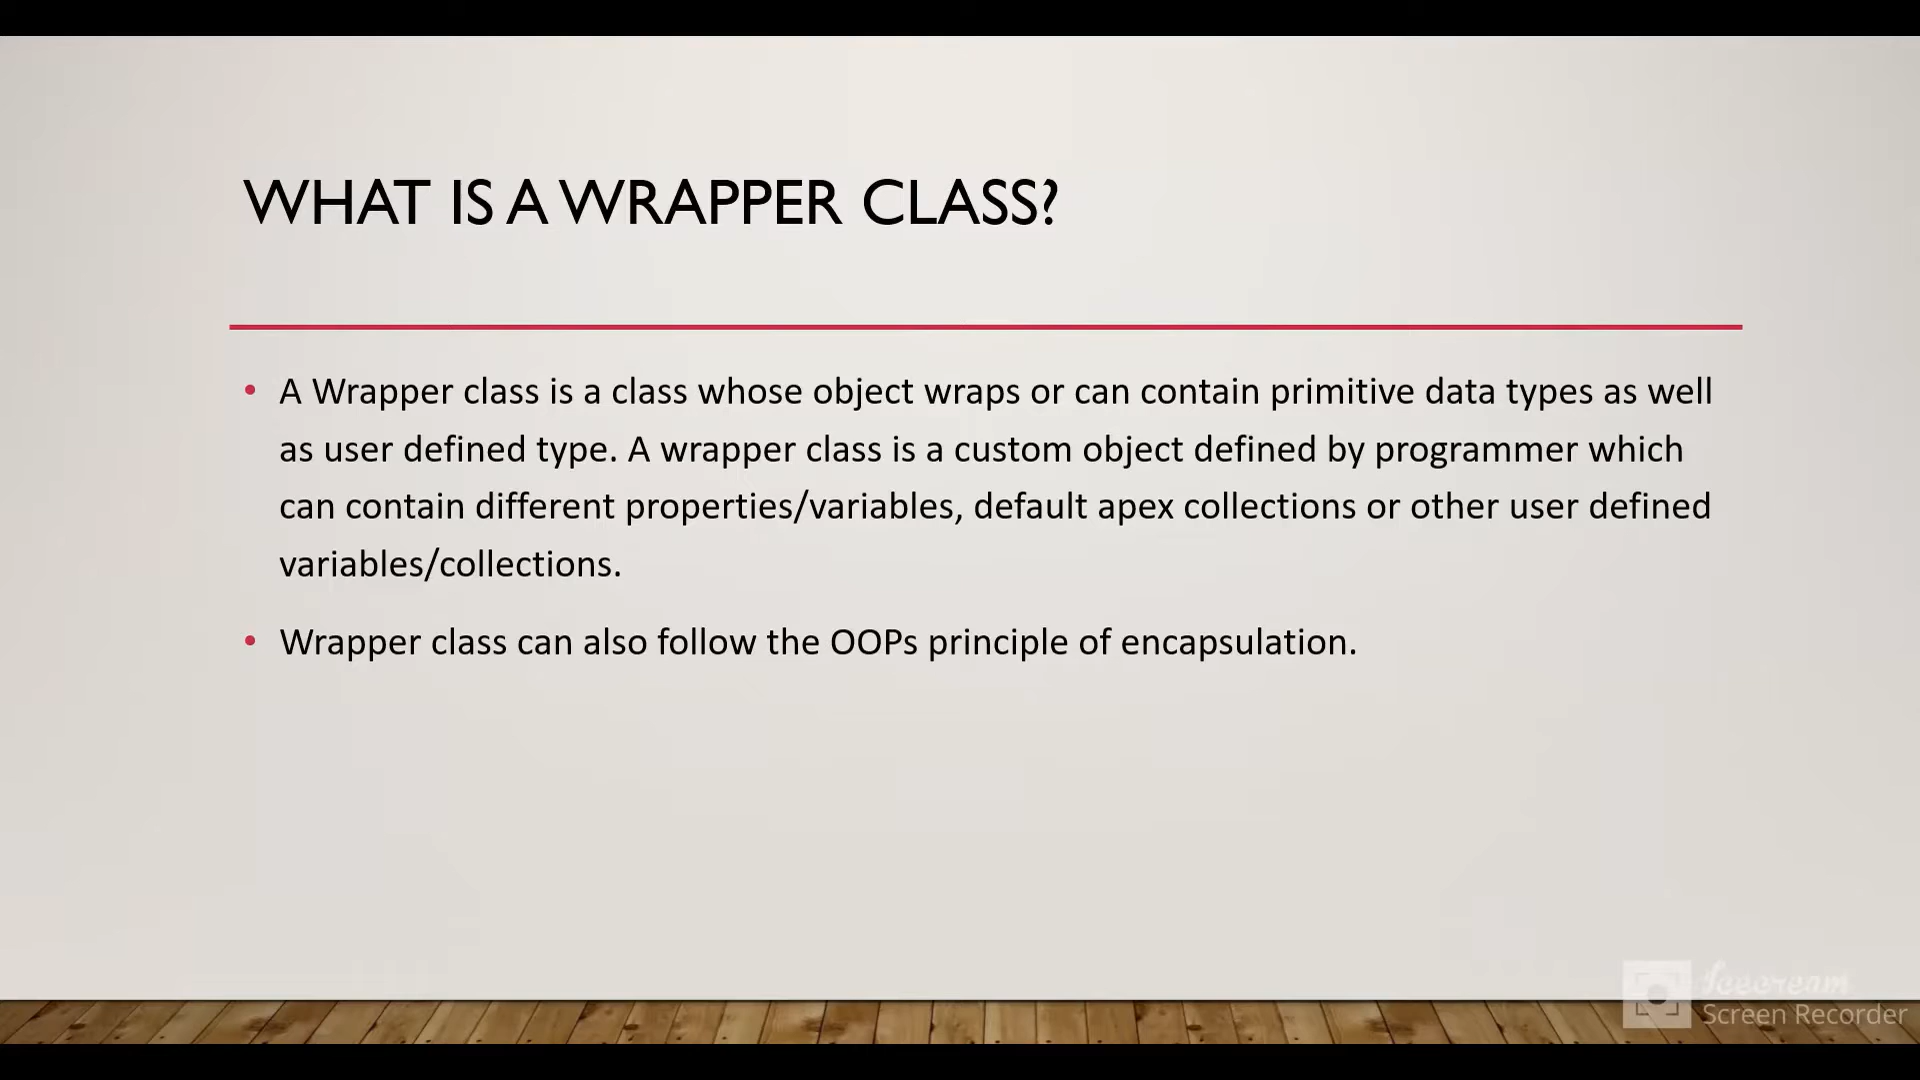 WHAT IS A WRAPPER CLASS?
• A Wrapper class is a class whose object wraps or can contain primitive data types as well
as user defined type. A wrapper class is a custom object defined by programmer which
can contain different properties/variables, default apex collections or other user defined
variables/collections.
• Wrapper class can also follow the OOPs principle of encapsulation.
Icecream
Screen Recorder